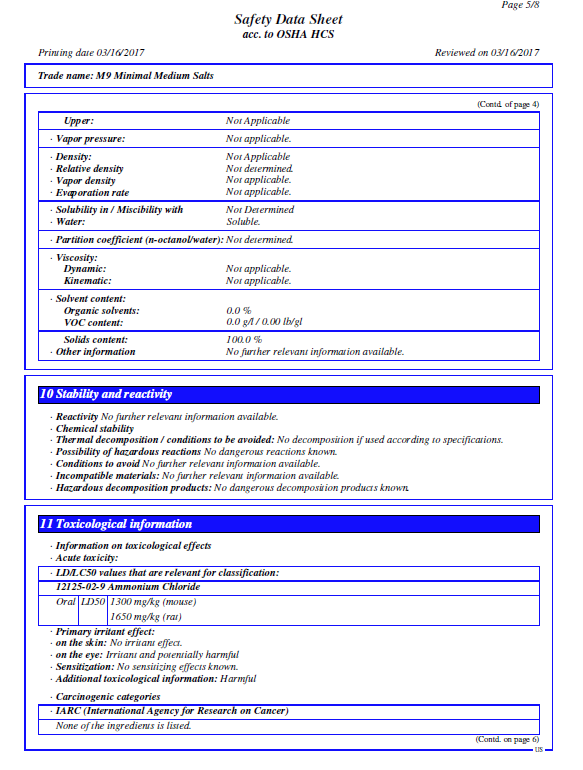 Page 5/8
Safety Data Sheet
acc. to OSHA HCS
Printing date 03/16/2017 Reviewed on 03/16/2017
Trade name: M9 Minimal Medium Salts
(Contd. of page 4)
Upper: Not Applicable
· Vapor pressure: Not applicable.
· Density: Not Applicable
· Relative density Not determined.
· Vapor density Not applicable.
· Evaporation rate Not applicable.
· Solubility in / Miscibility with Not Determined
· Water: Soluble.
· Partition coefficient (n-octanol/water): Not determined.
· Viscosity:
Dynamic: Not applicable.
Kinematic: Not applicable.
· Solvent content:
Organic solvents: 0.0 %
VOC content: 0.0 g/l / 0.00 lb/gl
Solids content: 100.0 %
· Other information No further relevant information available.
10 Stability and reactivity
· Reactivity No further relevant information available.
· Chemical stability
· Thermal decomposition / conditions to be avoided: No decomposition if used according to specifications.
· Possibility of hazardous reactions No dangerous reactions known.
· Conditions to avoid No further relevant information available.
· Incompatible materials: No further relevant information available.
· Hazardous decomposition products: No dangerous decomposition products known.
11 Toxicological information
· Information on toxicological effects
· Acute toxicity:
· LD/LC50 values that are relevant for classification:
12125-02-9 Ammonium Chloride
Oral LD50 1300 mg/kg (mouse)
1650 mg/kg (rat)
· Primary irritant effect:
· on the skin: No irritant effect.
· on the eye: Irritant and potentially harmful
· Sensitization: No sensitizing effects known.
· Additional toxicological information: Harmful
· Carcinogenic categories
· IARC (International Agency for Research on Cancer)
None of the ingredients is listed.
(Contd. on page 6)
US